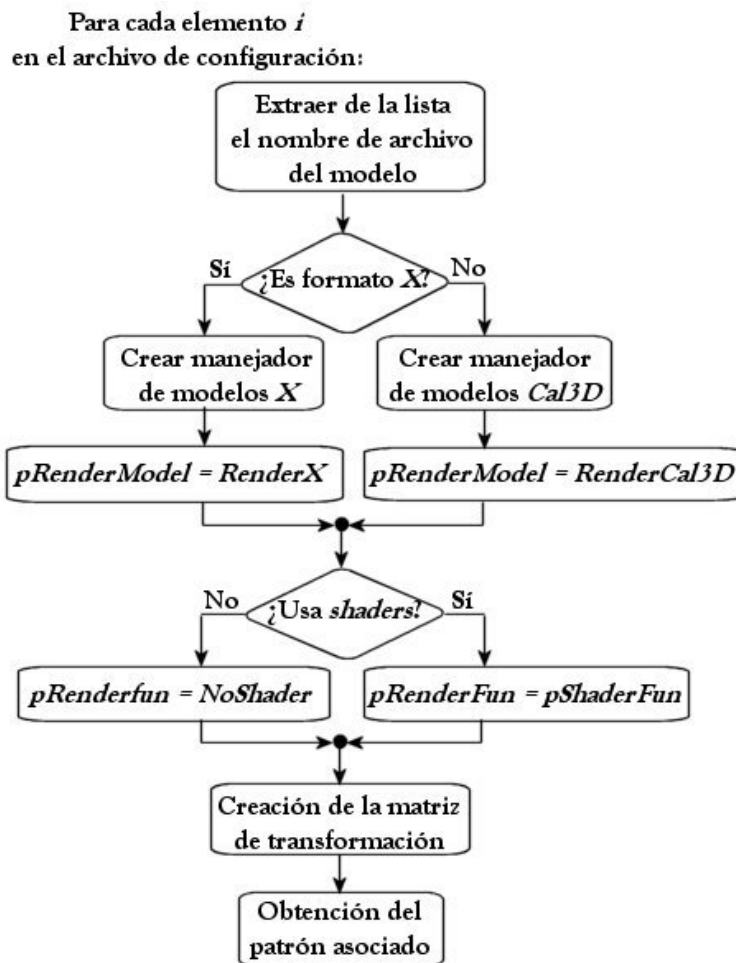 Para cada elemento i
en el archivo de configuración:
Extraer de la lista
el nombre de archivo
del modelo
¿Es formato X?
Sí
No
Crear manejador
de modelos X
Crear manejador
de modelos Cal3D
pRenderModel = RenderX
pRenderModel = RenderCal3D
¿Usa shaders?
No
Sí
pRenderfun = NoShader
pRenderFun = pShaderFun
Creación de la matriz
de transformación
Obtención del
patrón asociado